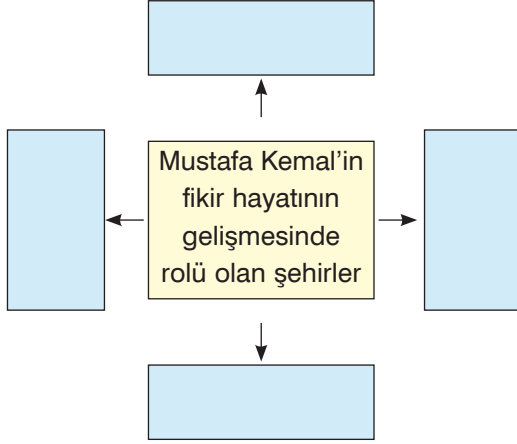 Mustafa Kemal’in
fikir hayatının
gelişmesinde
rolü olan şehirler